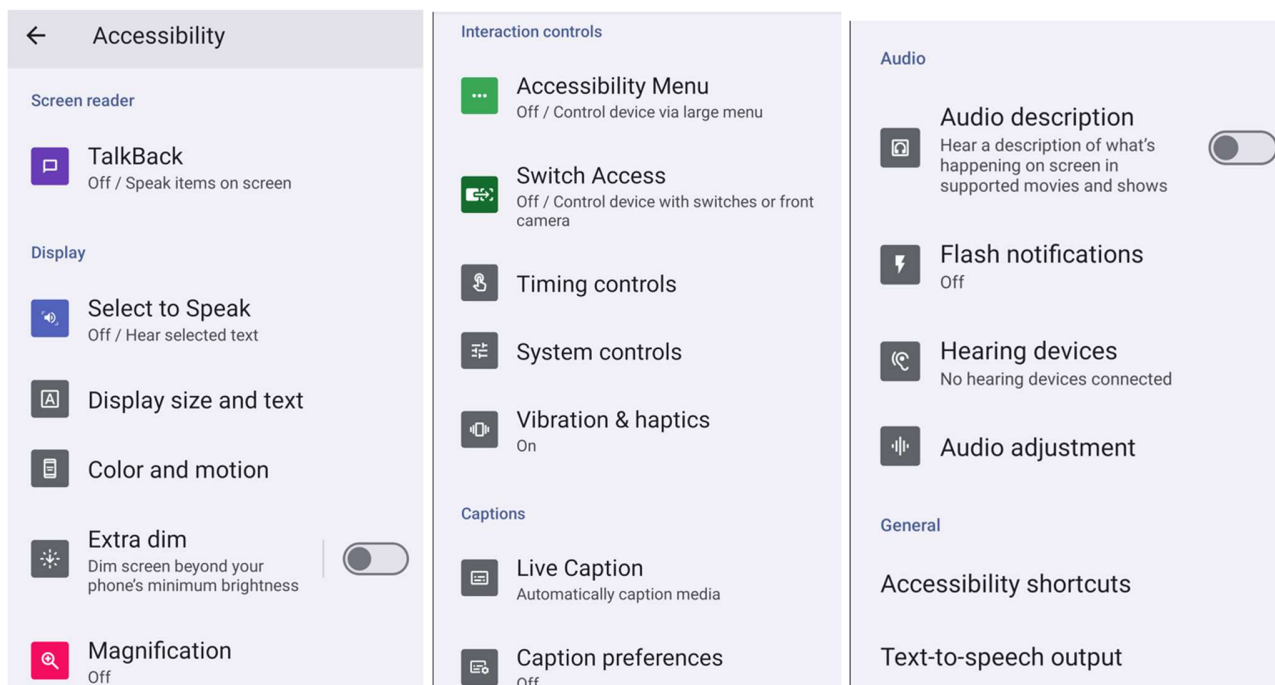 Accessibility
Screen reader
TalkBack
Off / Speak items on screen
Display
Select to Speak
Off / Hear selected text
Display size and text
Color and motion
Extra dim
Dim screen beyond your
phone's minimum brightness
Magnification
Off
Interaction controls
Accessibility Menu
Off / Control device via large menu
Switch Access
Off / Control device with switches or front
camera
Timing controls
System controls
Vibration & haptics
On
Captions
Live Caption
Automatically caption media
Caption preferences
Off
Audio
Audio description
Hear a description of what's
happening on screen in
supported movies and shows
Flash notifications
Off
Hearing devices
No hearing devices connected
Audio adjustment
General
Accessibility shortcuts
Text-to-speech output